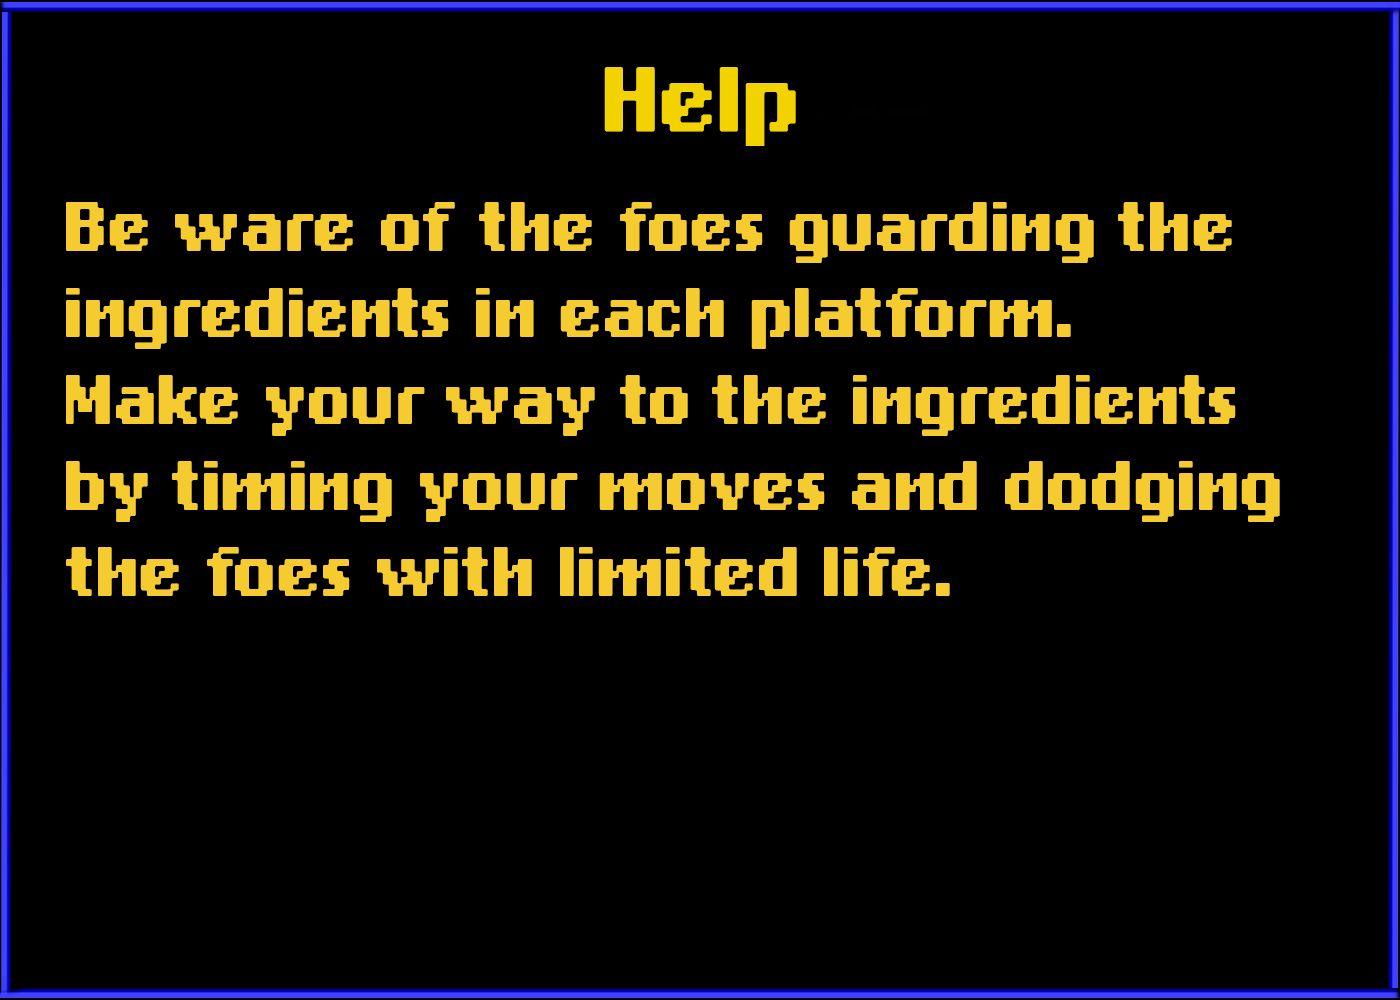 Help
Be ware of the foes guarding the
ingredients in each platform.
Make your way to the ingredients
by timing your moves and dodging
the foes with limited life.